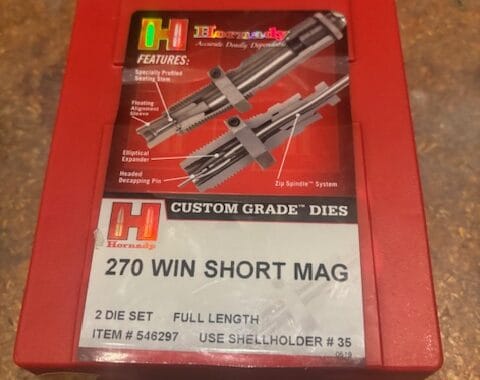 H Hornady
Accurate. Deadly. Dependable.
FEATURES:
Specially Profiled
Seating Stem
Floating
Alignment
Sleeve
Elliptical
Expander
Headed
Decapping Pin
Zip Spindle™ System
H
Hornady
CUSTOM GRADE™ DIES
270 WIN SHORT MAG
2 DIE SET FULL LENGTH
ITEM # 546297 USE SHELLHOLDER # 35